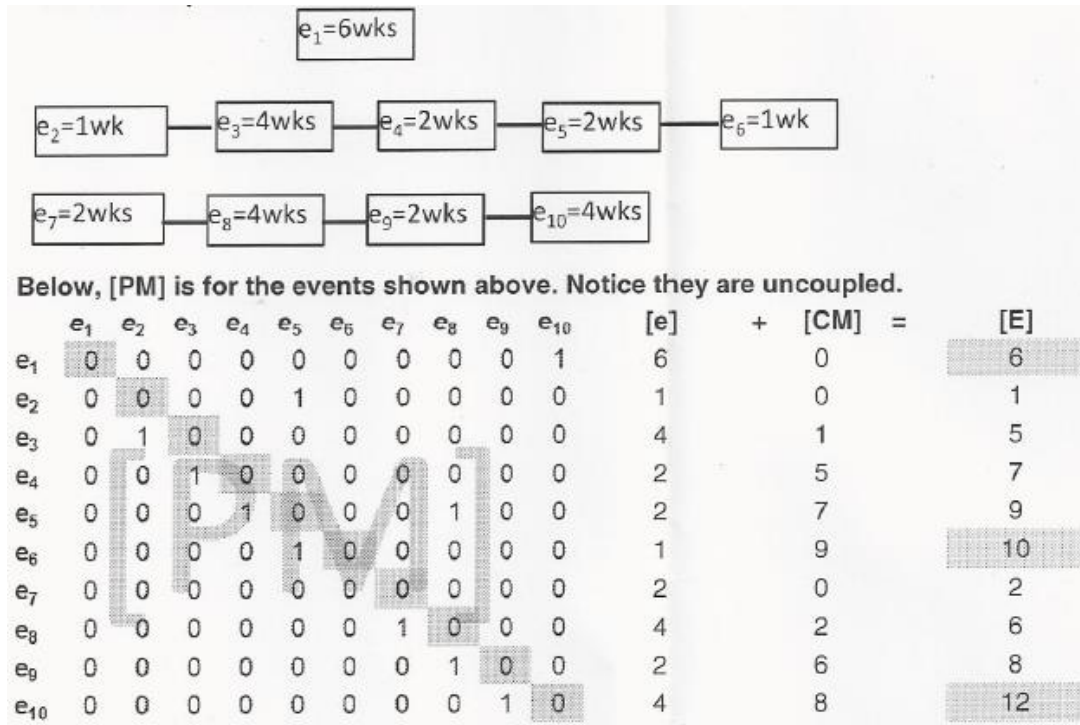 e₁=6wks
e₂=1wk e₃=4wks e₄=2wks e₅=2wks e₆=1wk
e₇=2wks e₈=4wks e₉=2wks e₁₀=4wks
Below, [PM] is for the events shown above. Notice they are uncoupled.
e₁ e₂ e₃ e₄ e₅ e₆ e₇ e₈ e₉ e₁₀ [e] + [CM] = [E]
e₁ 0 0 0 0 0 0 0 0 0 1 6 0 6
e₂ 0 0 0 0 1 0 0 0 0 0 1 0 1
e₃ 0 1 0 0 0 0 0 0 0 0 4 1 5
e₄ 0 0 1 0 0 0 0 0 0 0 2 5 7
e₅ 0 0 0 1 0 0 0 1 0 0 2 7 9
e₆ 0 0 0 0 1 0 0 0 0 0 1 9 10
e₇ 0 0 0 0 0 0 0 0 0 0 2 0 2
e₈ 0 0 0 0 0 0 1 0 0 0 4 2 6
e₉ 0 0 0 0 0 0 0 1 0 0 2 6 8
e₁₀ 0 0 0 0 0 0 0 0 1 0 4 8 12
[PM]